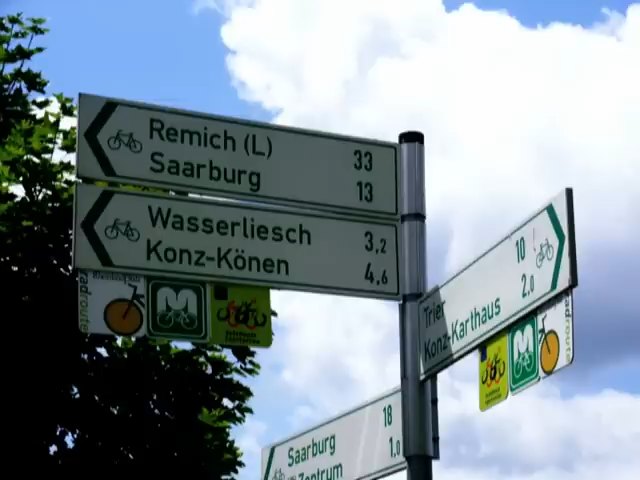 Remich (L) 33
Saarburg 13
Wasserliesch 3,2
Konz-Könen 4,6
Trier 10
Konz-Karthaus 2,0
M
M
Saarburg 18
Zentrum 1,0